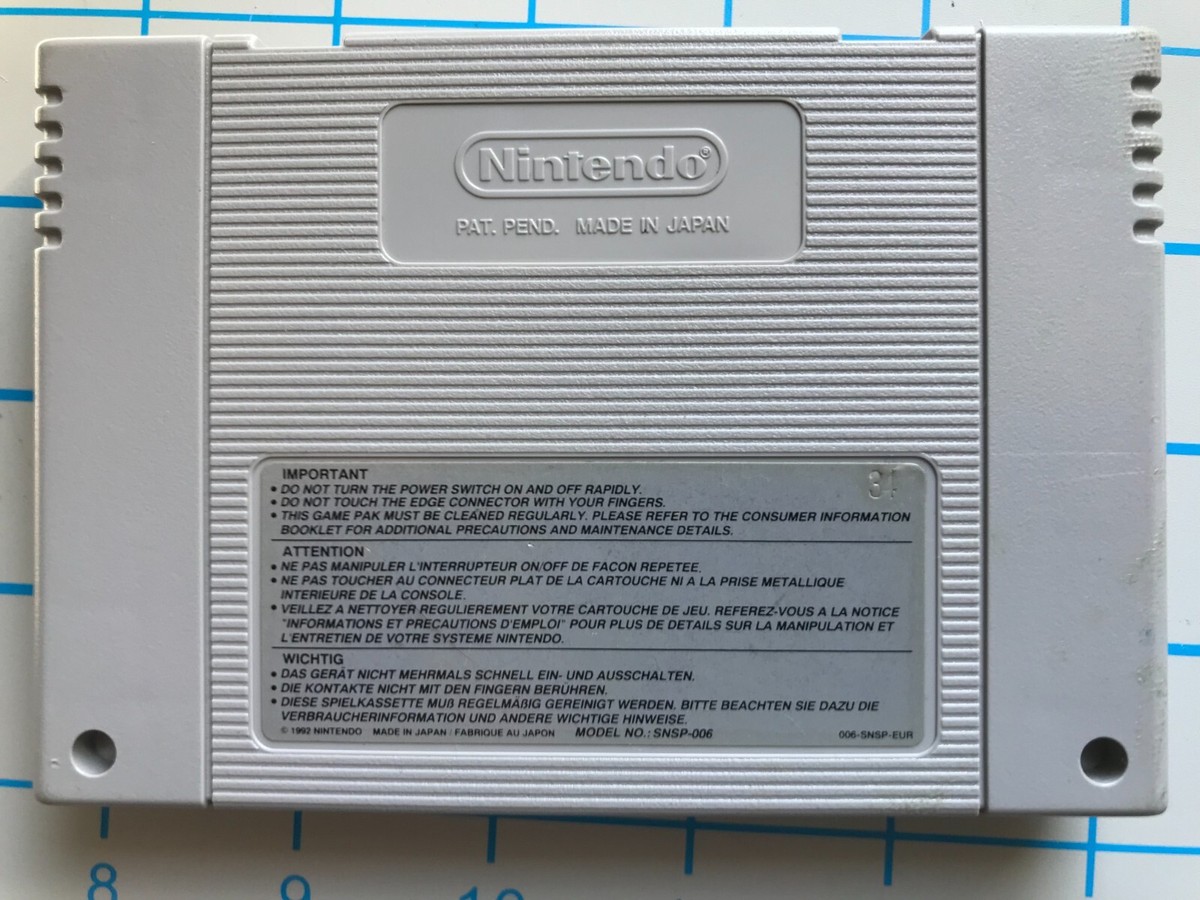 Nintendo®
PAT. PEND. MADE IN JAPAN
31
IMPORTANT
• DO NOT TURN THE POWER SWITCH ON AND OFF RAPIDLY.
• DO NOT TOUCH THE EDGE CONNECTOR WITH YOUR FINGERS.
• THIS GAME PAK MUST BE CLEANED REGULARLY. PLEASE REFER TO THE CONSUMER INFORMATION
BOOKLET FOR ADDITIONAL PRECAUTIONS AND MAINTENANCE DETAILS.
ATTENTION
• NE PAS MANIPULER L'INTERRUPTEUR ON/OFF DE FACON REPETEE.
• NE PAS TOUCHER AU CONNECTEUR PLAT DE LA CARTOUCHE NI A LA PRISE METALLIQUE
INTERIEURE DE LA CONSOLE.
• VEILLEZ A NETTOYER REGULIEREMENT VOTRE CARTOUCHE DE JEU. REFEREZ-VOUS A LA NOTICE
"INFORMATIONS ET PRECAUTIONS D'EMPLOI" POUR PLUS DE DETAILS SUR LA MANIPULATION ET
L'ENTRETIEN DE VOTRE SYSTEME NINTENDO.
WICHTIG
• DAS GERÄT NICHT MEHRMALS SCHNELL EIN- UND AUSSCHALTEN.
• DIE KONTAKTE NICHT MIT DEN FINGERN BERÜHREN.
• DIESE SPIELKASSETTE MUß REGELMÄßIG GEREINIGT WERDEN. BITTE BEACHTEN SIE DAZU DIE
VERBRAUCHERINFORMATION UND ANDERE WICHTIGE HINWEISE.
© 1992 NINTENDO MADE IN JAPAN / FABRIQUE AU JAPON MODEL NO.: SNSP-006 006-SNSP-EUR
8 9 10